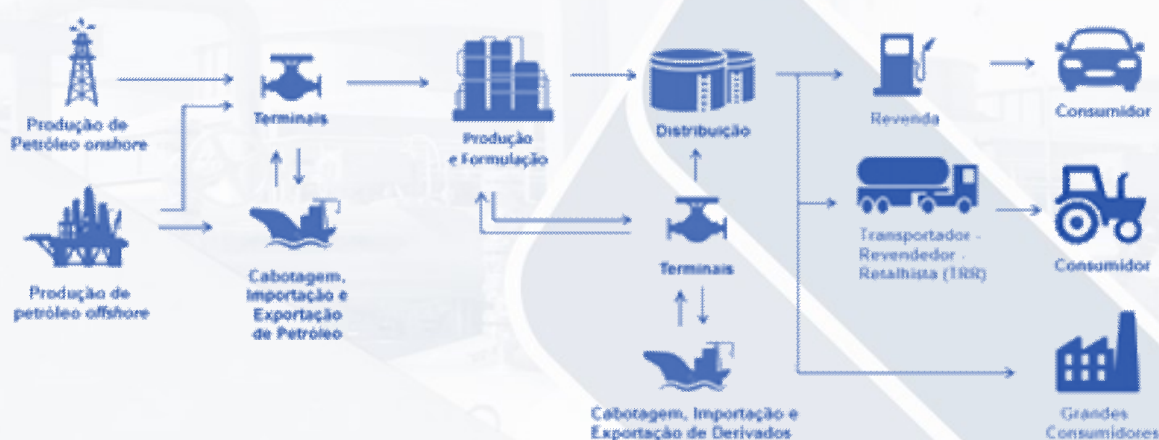 Produção de
Petróleo onshore
Terminais
Produção
e Formulação
Distribuição
Revenda
Consumidor
Produção de
petróleo offshore
Cabotagem,
Importação e
Exportação
de Petróleo
Terminais
Transportador -
Revendedor -
Retalhista (TRR)
Consumidor
Cabotagem, Importação e
Exportação de Derivados
Grandes
Consumidores